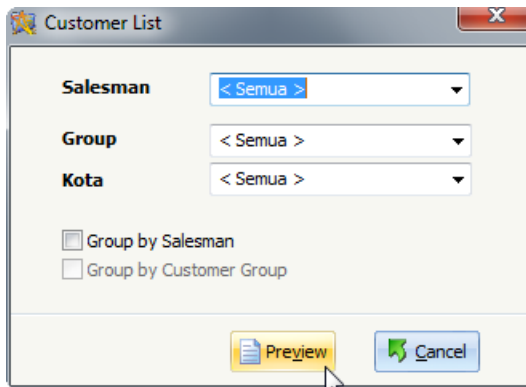 Customer List
Salesman < Semua >
Group < Semua >
Kota < Semua >
Group by Salesman
Group by Customer Group
Preview Cancel